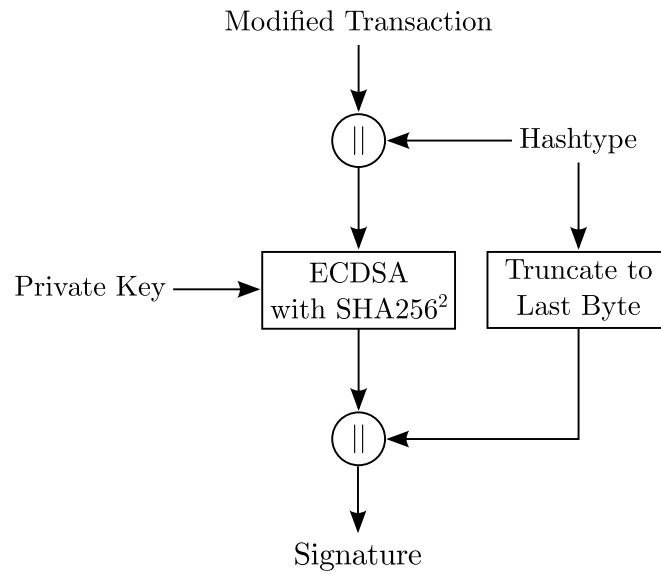 Modified Transaction
||
Hashtype
Private Key
ECDSA
with SHA256²
Truncate to
Last Byte
||
Signature